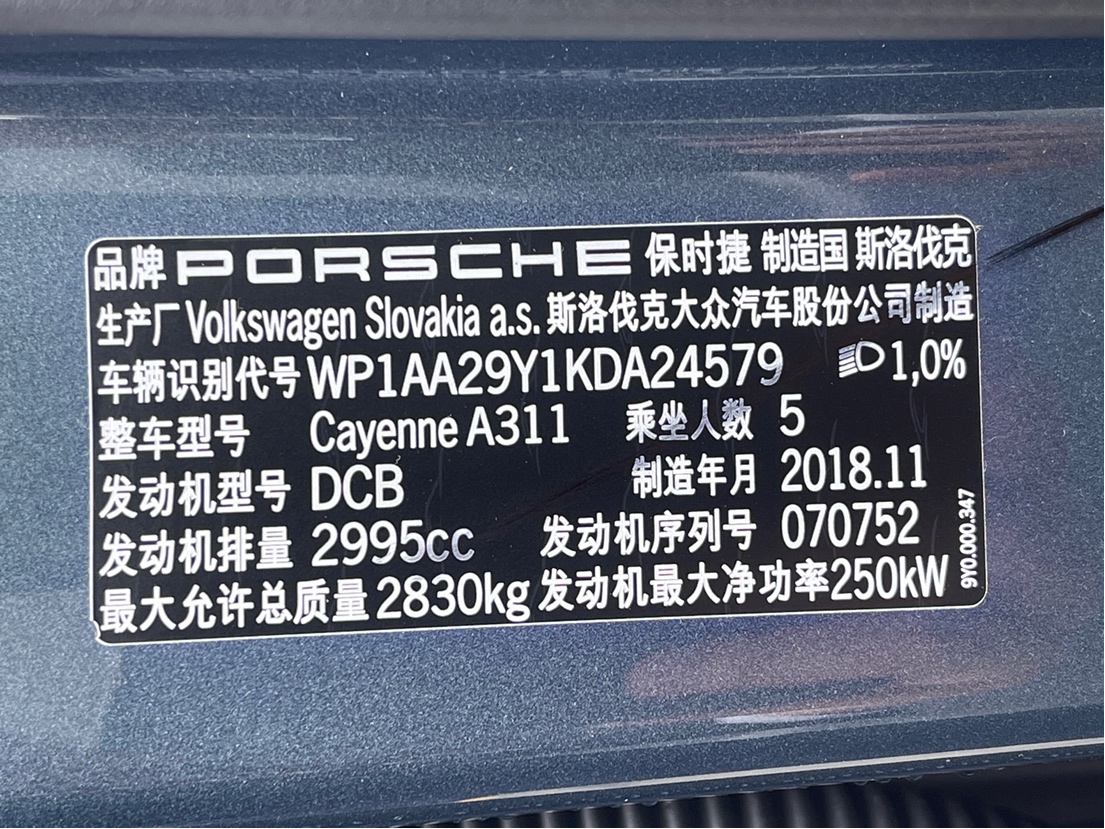 品牌 PORSCHE 保时捷 制造国 斯洛伐克
生产厂 Volkswagen Slovakia a.s. 斯洛伐克大众汽车股份公司制造
车辆识别代号 WP1AA29Y1KDA24579 1,0%
整车型号 Cayenne A311 乘坐人数 5
发动机型号 DCB 制造年月 2018.11
发动机排量 2995cc 发动机序列号 070752
最大允许总质量 2830kg 发动机最大净功率 250kW
9Y0.000.347